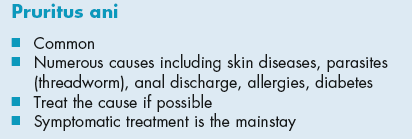 Pruritus ani
■ Common
■ Numerous causes including skin diseases, parasites
(threadworm), anal discharge, allergies, diabetes
■ Treat the cause if possible
■ Symptomatic treatment is the mainstay